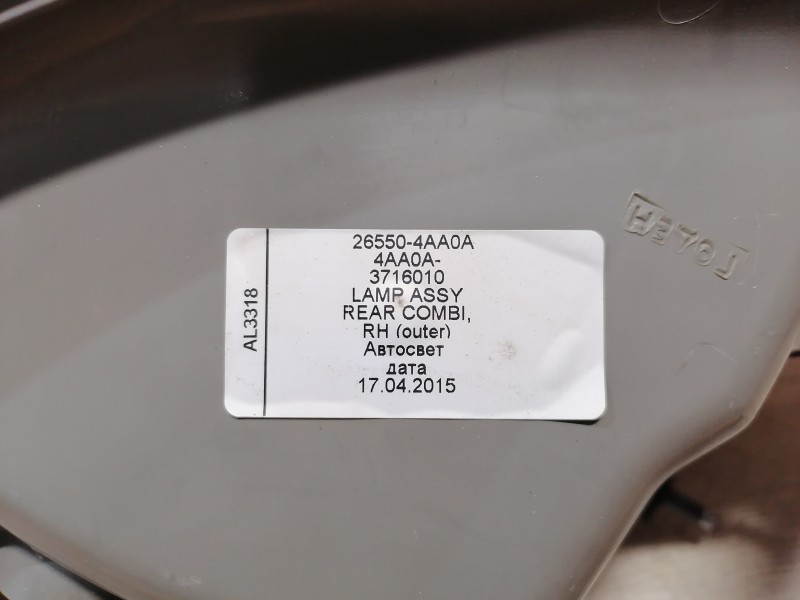 26550-4AA0A
4AA0A-
3716010
LAMP ASSY
REAR COMBI,
RH (outer)
Автосвет
дата
17.04.2015
AL3318